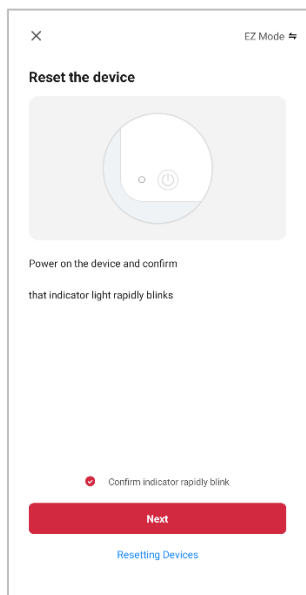 EZ Mode
Reset the device
Power on the device and confirm
that indicator light rapidly blinks
Confirm indicator rapidly blink
Next
Resetting Devices